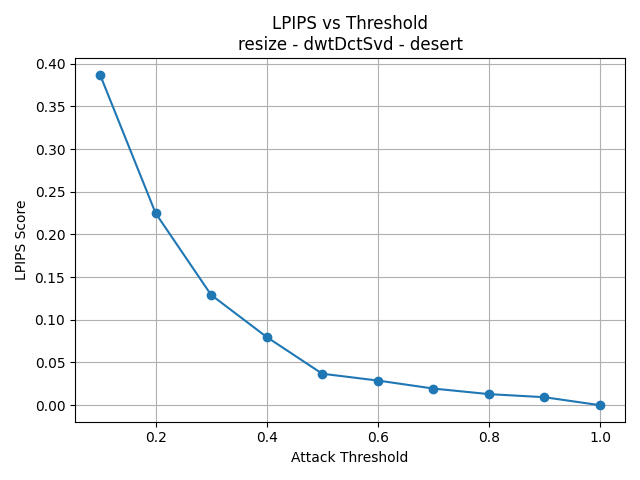 LPIPS vs Threshold
resize - dwtDctSvd - desert
LPIPS Score
0.40
0.35
0.30
0.25
0.20
0.15
0.10
0.05
0.00
0.2 0.4 0.6 0.8 1.0
Attack Threshold